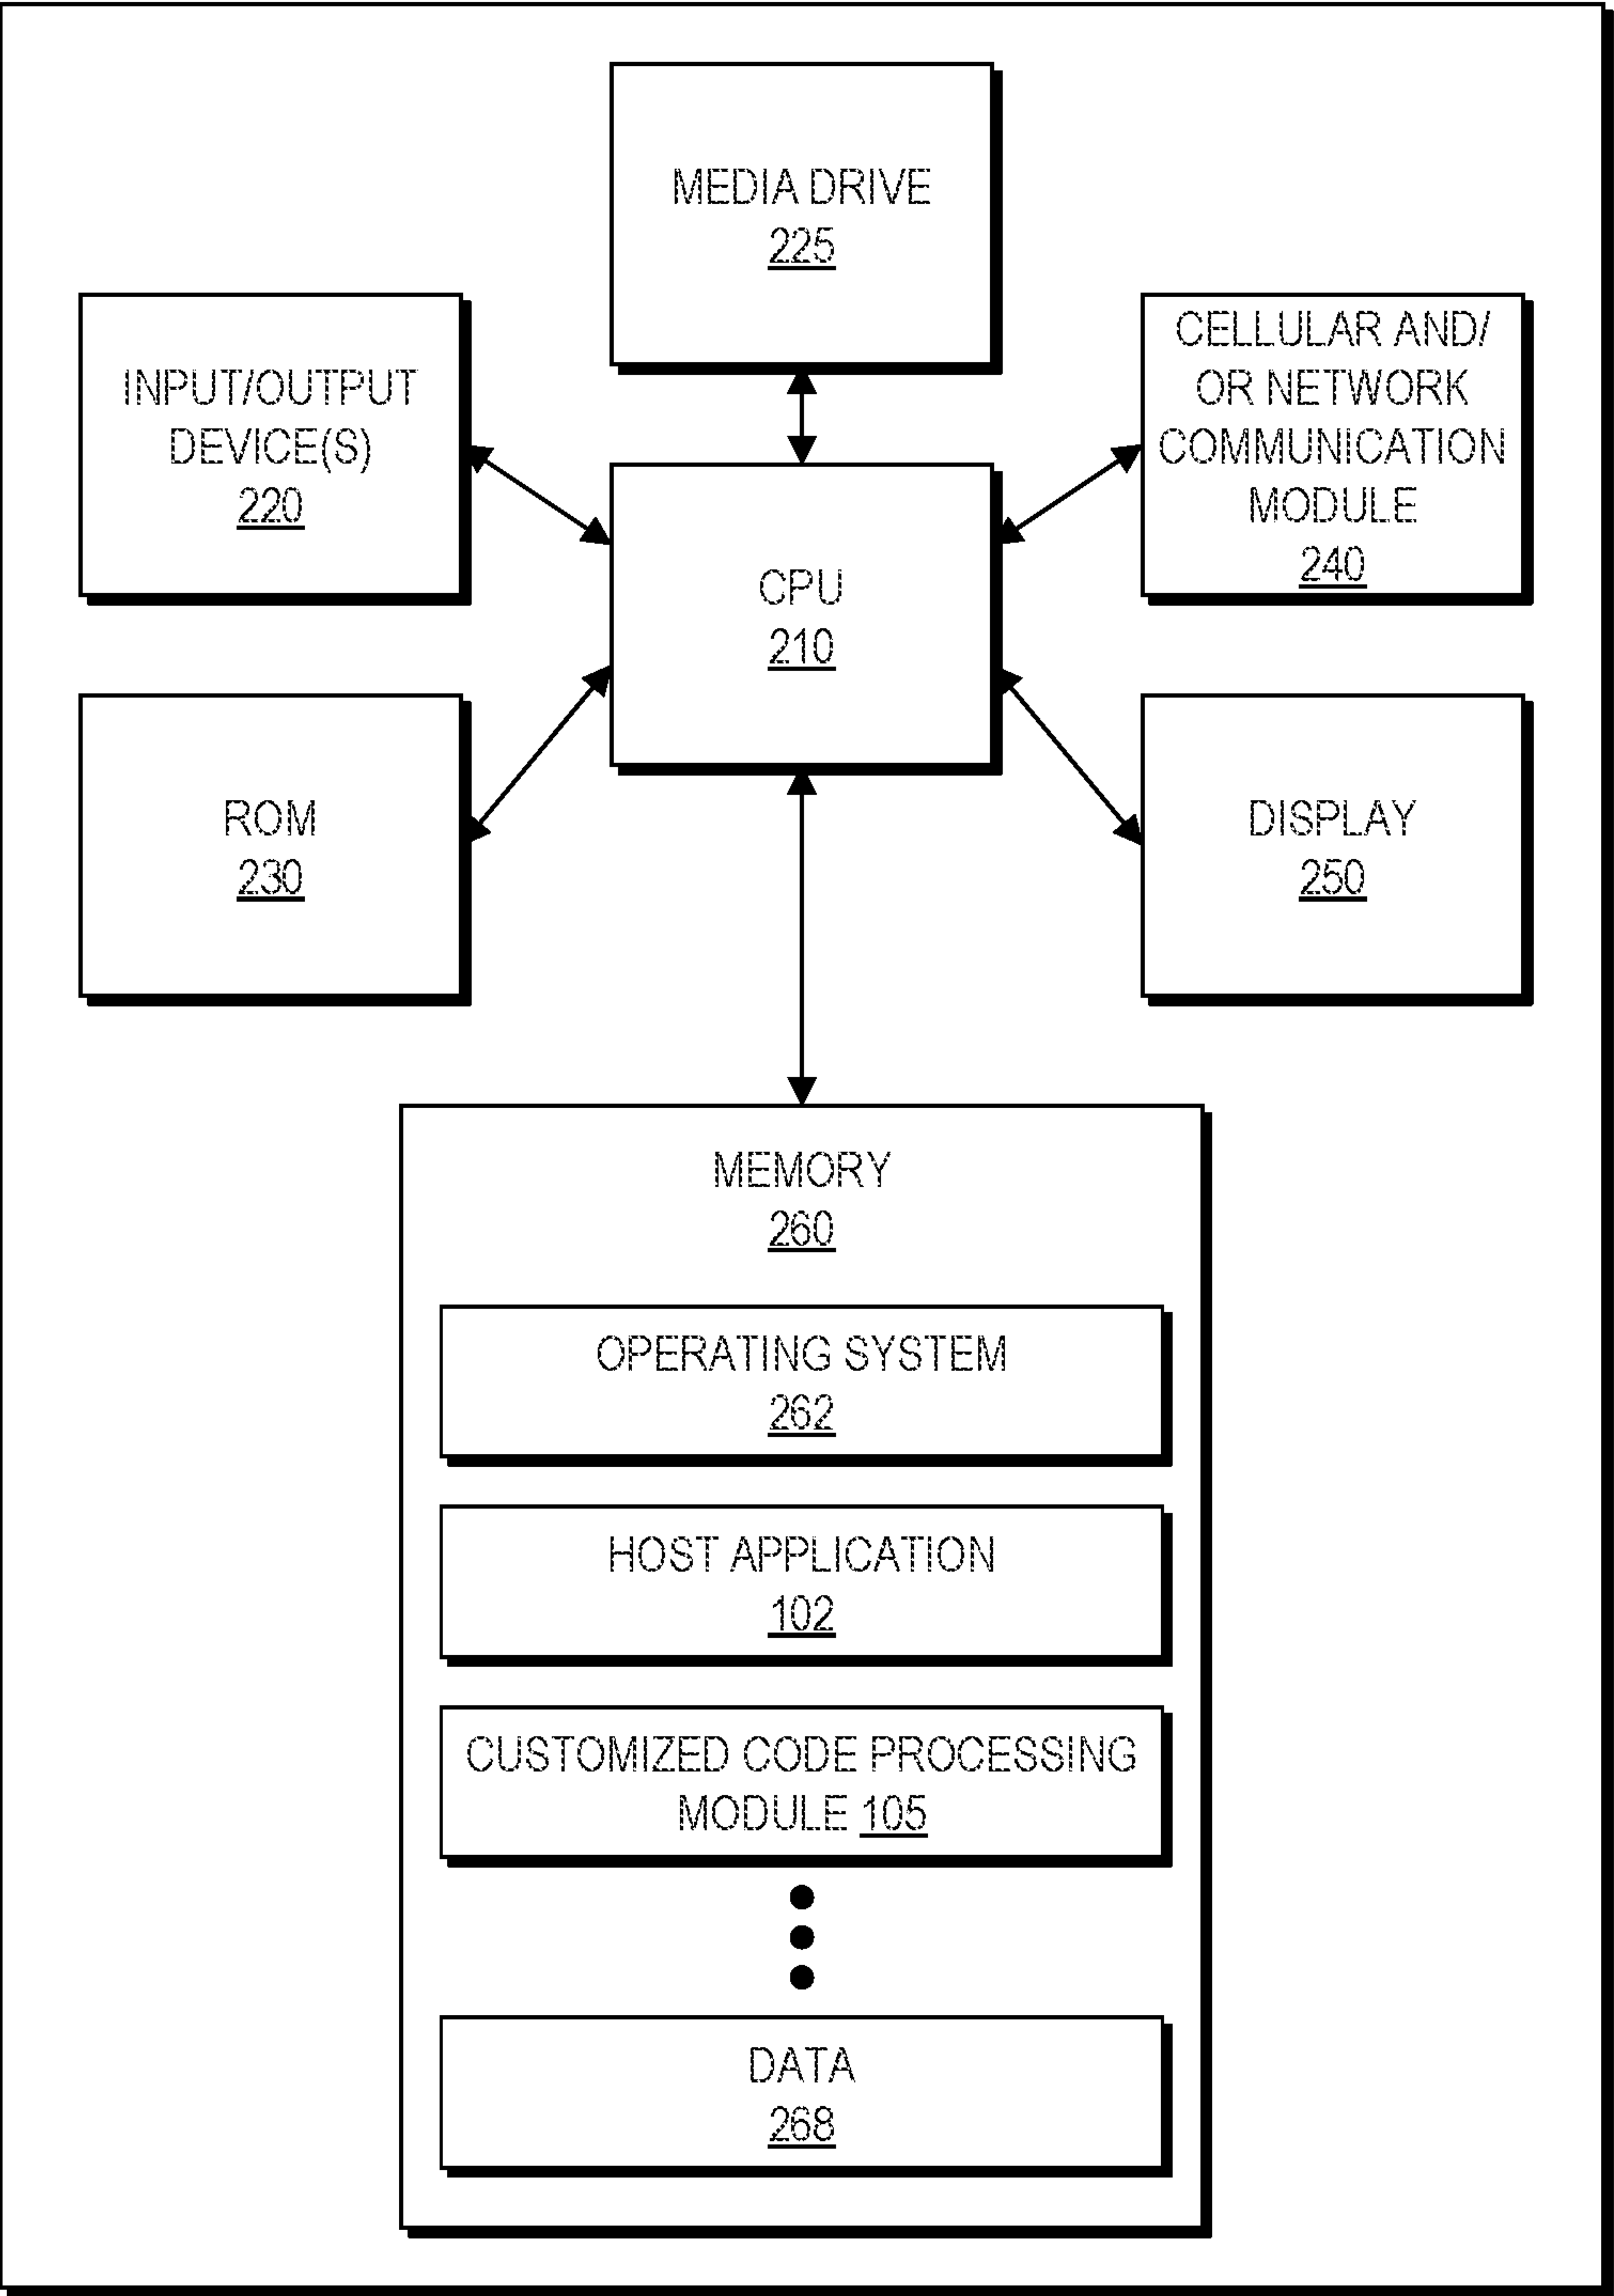 MEDIA DRIVE
225
INPUT/OUTPUT
DEVICE(S)
220
CELLULAR AND/
OR NETWORK
COMMUNICATION
MODULE
240
CPU
210
ROM
230
DISPLAY
250
MEMORY
260
OPERATING SYSTEM
262
HOST APPLICATION
102
CUSTOMIZED CODE PROCESSING
MODULE 105
DATA
268